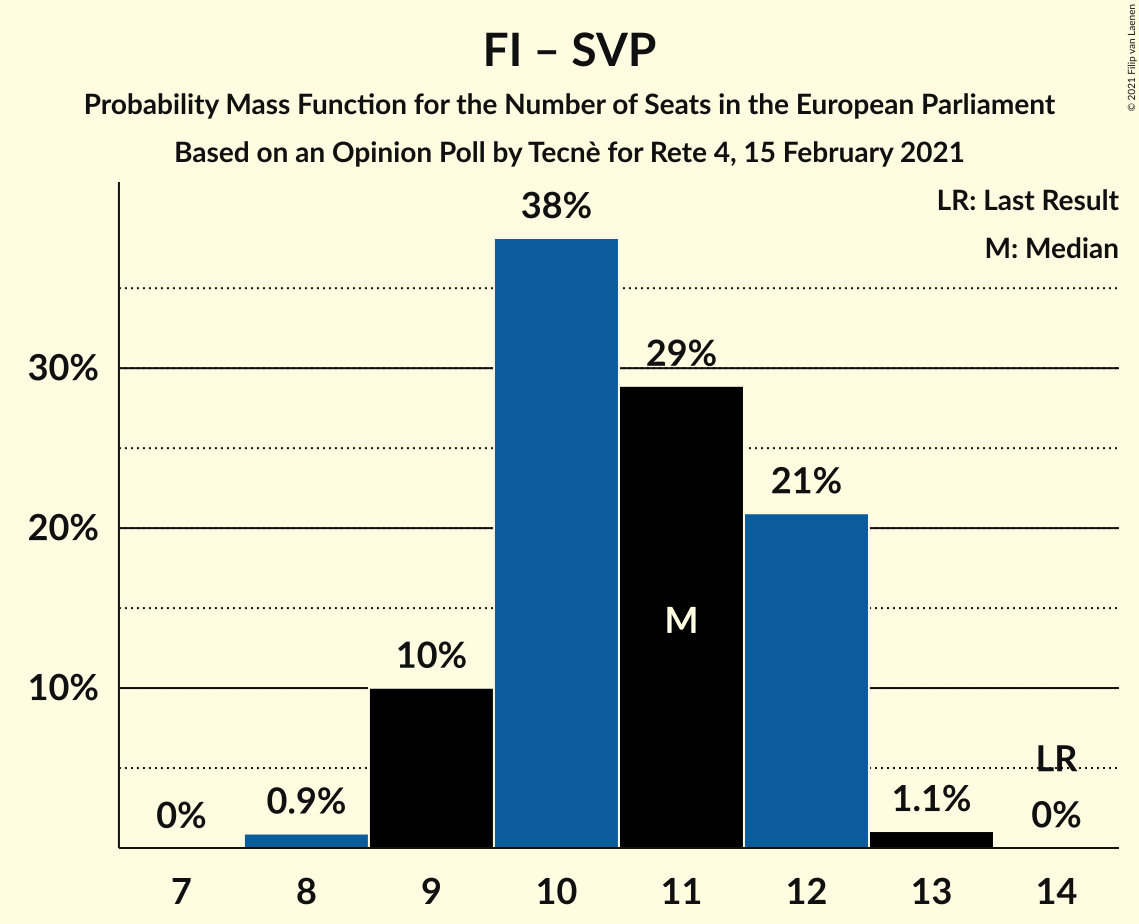 FI – SVP
Probability Mass Function for the Number of Seats in the European Parliament
Based on an Opinion Poll by Tecnè for Rete 4, 15 February 2021
© 2021 Filip van Laenen
LR: Last Result
M: Median
30%
20%
10%
0%
0.9%
10%
38%
29%
21%
1.1%
0%
LR
M
7
8
9
10
11
12
13
14